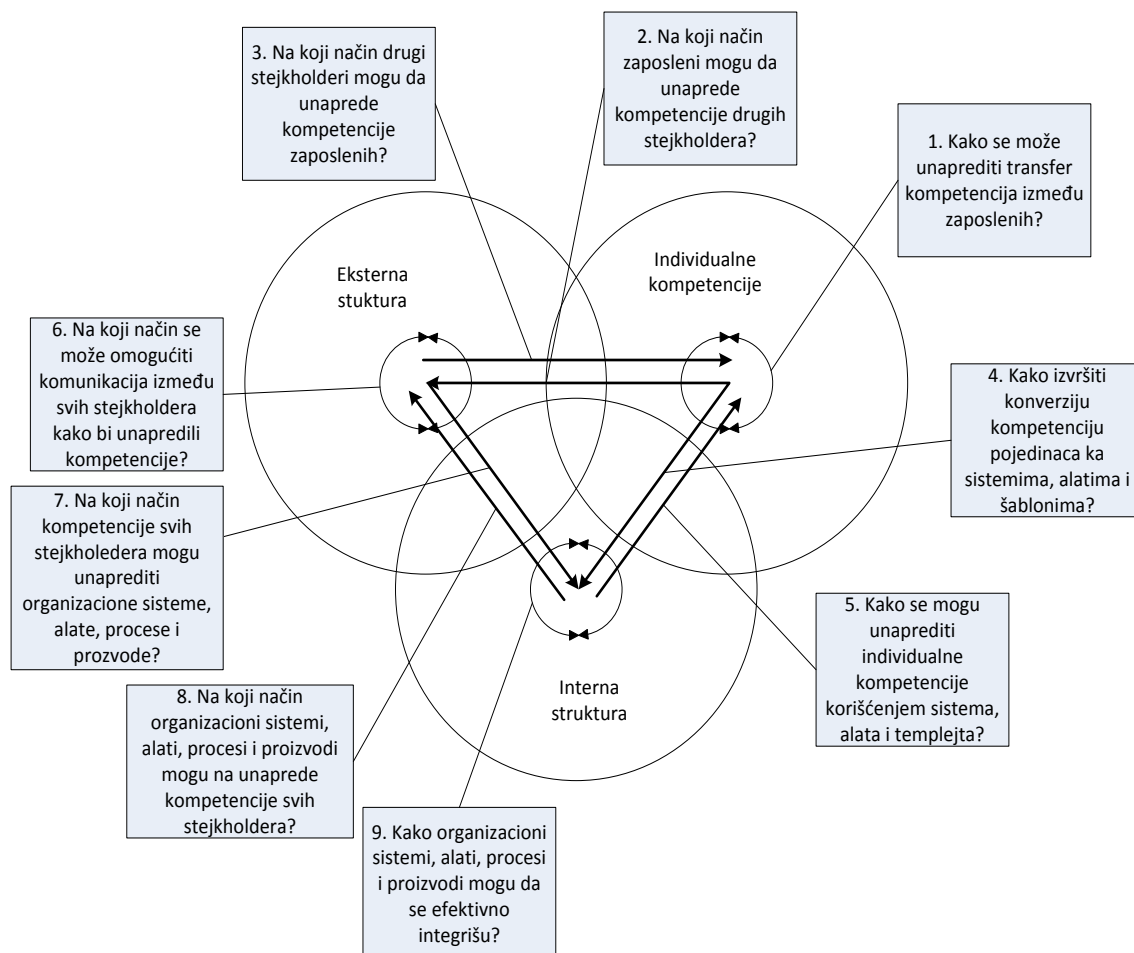 3. Na koji način drugi
stejkholderi mogu da
unaprede
kompetencije
zaposlenih?
2. Na koji način
zaposleni mogu da
unaprede
kompetencije drugih
stejkholdera?
1. Kako se može
unaprediti transfer
kompetencija između
zaposlenih?
Eksterna
stuktura
Individualne
kompetencije
6. Na koji način se
može omogućiti
komunikacija između
svih stejkholdera
kako bi unapredili
kompetencije?
4. Kako izvršiti
konverziju
kompetenciju
pojedinaca ka
sistemima, alatima i
šablonima?
7. Na koji način
kompetencije svih
stejkholedera mogu
unaprediti
organizacione sisteme,
alate, procese i
prozvode?
5. Kako se mogu
unaprediti
individualne
kompetencije
korišćenjem sistema,
alata i templejta?
8. Na koji način
organizacioni sistemi,
alati, procesi i proizvodi
mogu na unaprede
kompetencije svih
stejkholdera?
Interna
struktura
9. Kako organizacioni
sistemi, alati, procesi
i proizvodi mogu da
se efektivno
integrišu?